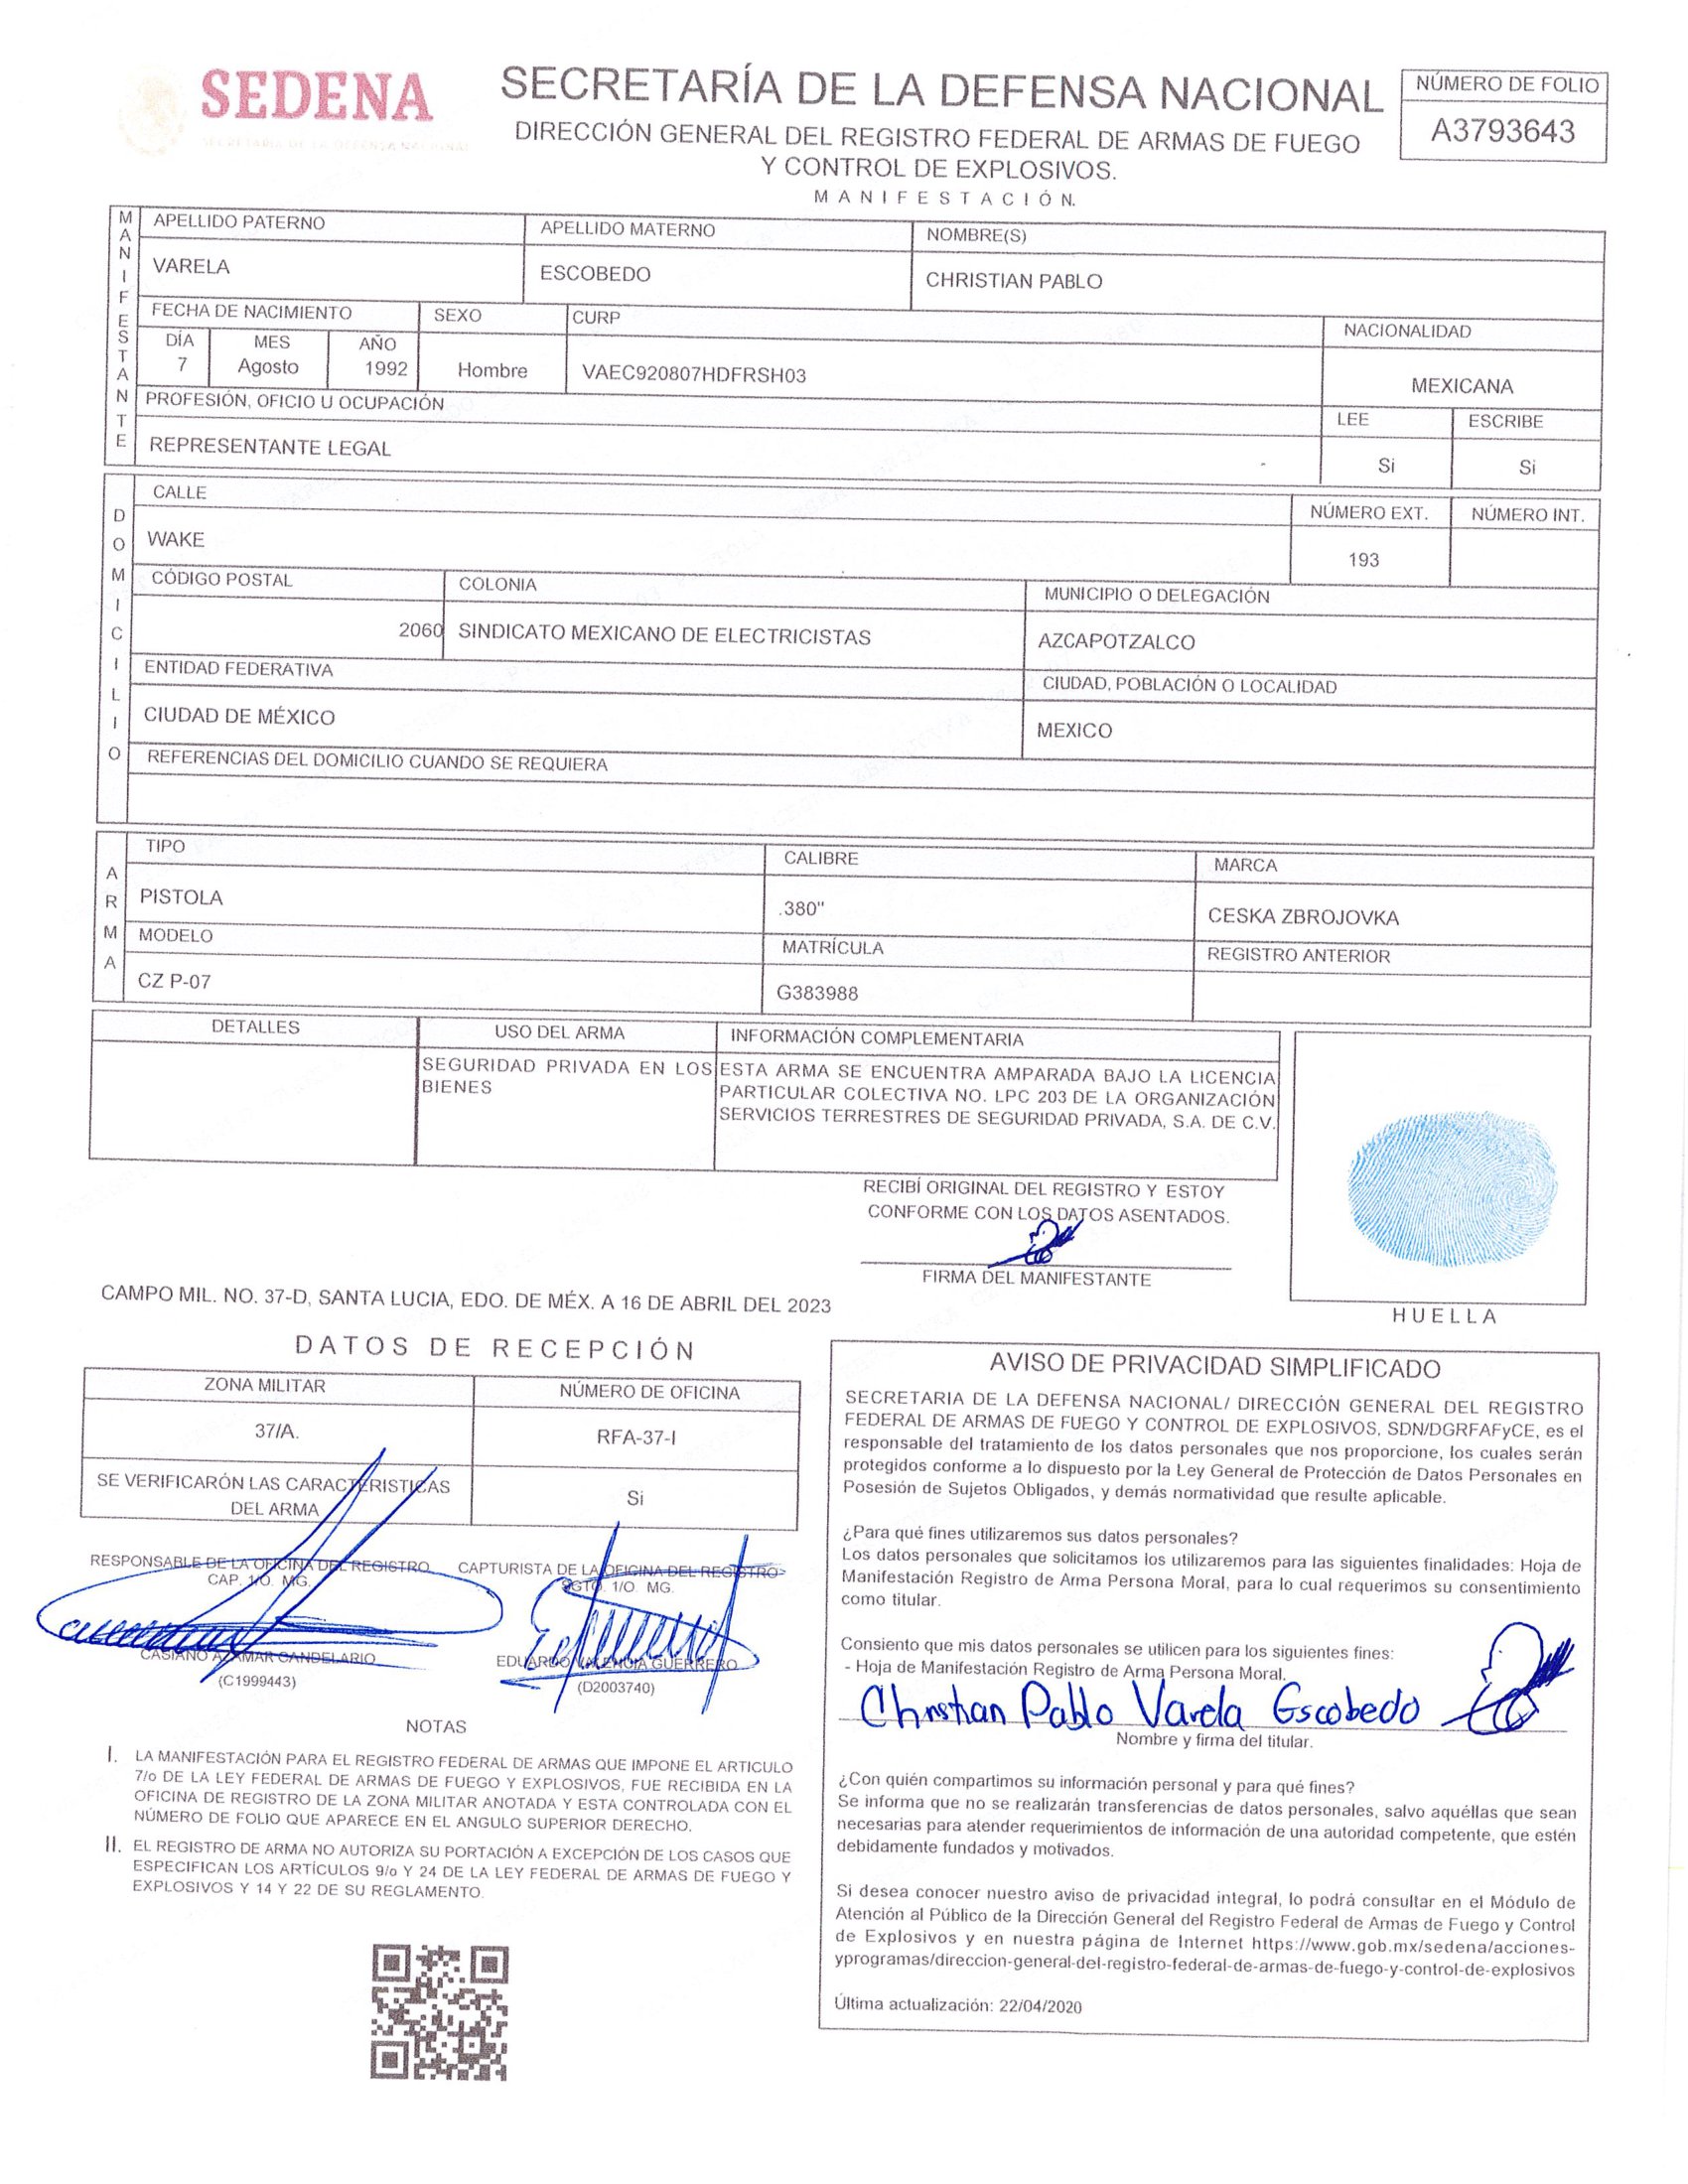 SEDENA
SECRETARÍA DE LA DEFENSA NACIONAL
SECRETARÍA DE LA DEFENSA NACIONAL
DIRECCIÓN GENERAL DEL REGISTRO FEDERAL DE ARMAS DE FUEGO
Y CONTROL DE EXPLOSIVOS.
MANIFESTACIÓN.
NÚMERO DE FOLIO
A3793643
MANIFESTANTE
APELLIDO PATERNO
APELLIDO MATERNO
NOMBRE(S)
VARELA
ESCOBEDO
CHRISTIAN PABLO
FECHA DE NACIMIENTO
SEXO
CURP
NACIONALIDAD
DÍA
MES
AÑO
7
Agosto
1992
Hombre
VAEC920807HDFRSH03
MEXICANA
PROFESIÓN, OFICIO U OCUPACIÓN
LEE
ESCRIBE
REPRESENTANTE LEGAL
Si
Si
DOMICILIO
CALLE
NÚMERO EXT.
NÚMERO INT.
WAKE
193
CÓDIGO POSTAL
COLONIA
MUNICIPIO O DELEGACIÓN
2060
SINDICATO MEXICANO DE ELECTRICISTAS
AZCAPOTZALCO
ENTIDAD FEDERATIVA
CIUDAD, POBLACIÓN O LOCALIDAD
CIUDAD DE MÉXICO
MEXICO
REFERENCIAS DEL DOMICILIO CUANDO SE REQUIERA
ARMA
TIPO
CALIBRE
MARCA
PISTOLA
.380"
CESKA ZBROJOVKA
MODELO
MATRÍCULA
REGISTRO ANTERIOR
CZ P-07
G383988
DETALLES
USO DEL ARMA
INFORMACIÓN COMPLEMENTARIA
SEGURIDAD PRIVADA EN LOS
BIENES
ESTA ARMA SE ENCUENTRA AMPARADA BAJO LA LICENCIA
PARTICULAR COLECTIVA NO. LPC 203 DE LA ORGANIZACIÓN
SERVICIOS TERRESTRES DE SEGURIDAD PRIVADA, S.A. DE C.V.
RECIBÍ ORIGINAL DEL REGISTRO Y ESTOY
CONFORME CON LOS DATOS ASENTADOS.
FIRMA DEL MANIFESTANTE
HUELLA
CAMPO MIL. NO. 37-D, SANTA LUCIA, EDO. DE MÉX. A 16 DE ABRIL DEL 2023
DATOS DE RECEPCIÓN
ZONA MILITAR
NÚMERO DE OFICINA
37/A.
RFA-37-I
SE VERIFICARÓN LAS CARACTERISTICAS
DEL ARMA
Si
RESPONSABLE DE LA OFICINA DEL REGISTRO
CAP. 1/O. MG.
CASIANO AZAMAR CANDELARIO
(C1999443)
CAPTURISTA DE LA OFICINA DEL REGISTRO
SGTO. 1/O. MG.
EDUARDO VALENCIA GUERRERO
(D2003740)
NOTAS
I. LA MANIFESTACIÓN PARA EL REGISTRO FEDERAL DE ARMAS QUE IMPONE EL ARTICULO
7/o DE LA LEY FEDERAL DE ARMAS DE FUEGO Y EXPLOSIVOS, FUE RECIBIDA EN LA
OFICINA DE REGISTRO DE LA ZONA MILITAR ANOTADA Y ESTA CONTROLADA CON EL
NÚMERO DE FOLIO QUE APARECE EN EL ANGULO SUPERIOR DERECHO.
II. EL REGISTRO DE ARMA NO AUTORIZA SU PORTACIÓN A EXCEPCIÓN DE LOS CASOS QUE
ESPECIFICAN LOS ARTÍCULOS 9/o Y 24 DE LA LEY FEDERAL DE ARMAS DE FUEGO Y
EXPLOSIVOS Y 14 Y 22 DE SU REGLAMENTO.
AVISO DE PRIVACIDAD SIMPLIFICADO
SECRETARIA DE LA DEFENSA NACIONAL/ DIRECCIÓN GENERAL DEL REGISTRO
FEDERAL DE ARMAS DE FUEGO Y CONTROL DE EXPLOSIVOS, SDN/DGRFAFyCE, es el
responsable del tratamiento de los datos personales que nos proporcione, los cuales serán
protegidos conforme a lo dispuesto por la Ley General de Protección de Datos Personales en
Posesión de Sujetos Obligados, y demás normatividad que resulte aplicable.
¿Para qué fines utilizaremos sus datos personales?
Los datos personales que solicitamos los utilizaremos para las siguientes finalidades: Hoja de
Manifestación Registro de Arma Persona Moral, para lo cual requerimos su consentimiento
como titular.
Consiento que mis datos personales se utilicen para los siguientes fines:
- Hoja de Manifestación Registro de Arma Persona Moral.
Christian Pablo Varela Escobedo
Nombre y firma del titular.
¿Con quién compartimos su información personal y para qué fines?
Se informa que no se realizarán transferencias de datos personales, salvo aquéllas que sean
necesarias para atender requerimientos de información de una autoridad competente, que estén
debidamente fundados y motivados.
Si desea conocer nuestro aviso de privacidad integral, lo podrá consultar en el Módulo de
Atención al Público de la Dirección General del Registro Federal de Armas de Fuego y Control
de Explosivos y en nuestra página de Internet https://www.gob.mx/sedena/acciones-
yprogramas/direccion-general-del-registro-federal-de-armas-de-fuego-y-control-de-explosivos
Última actualización: 22/04/2020